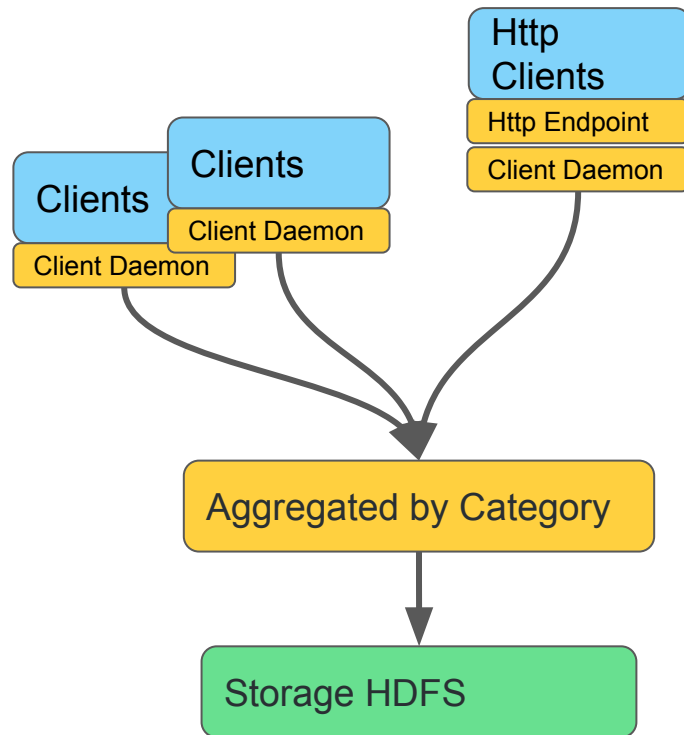 Http
Clients
Http Endpoint
Client Daemon
Clients
Client Daemon
Clients
Client Daemon
Aggregated by Category
Storage HDFS